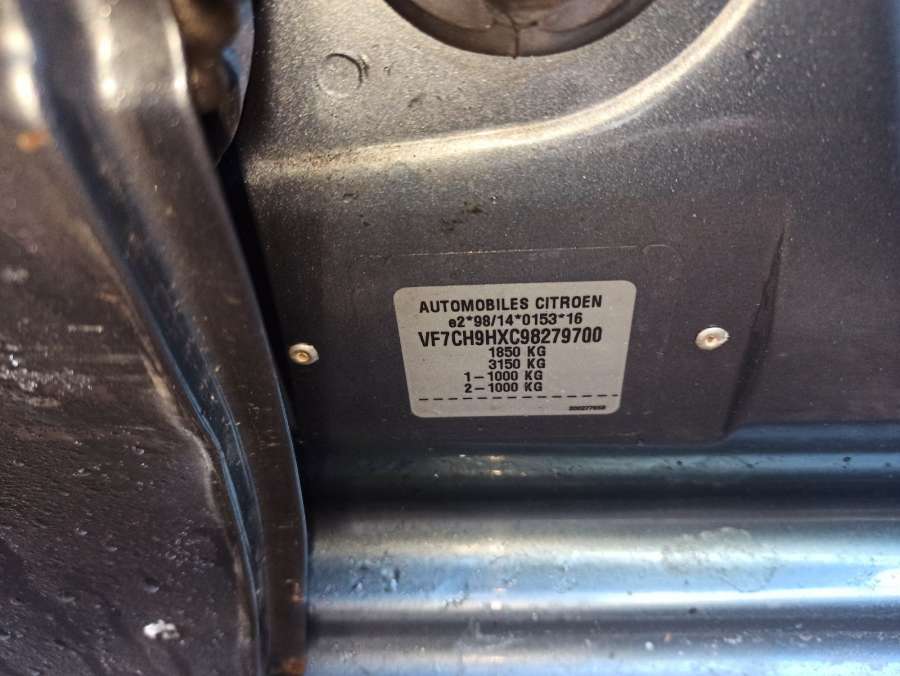 AUTOMOBILES CITROEN
e2*98/14*0153*16
VF7CH9HXC98279700
1850 KG
3150 KG
1-1000 KG
2-1000 KG